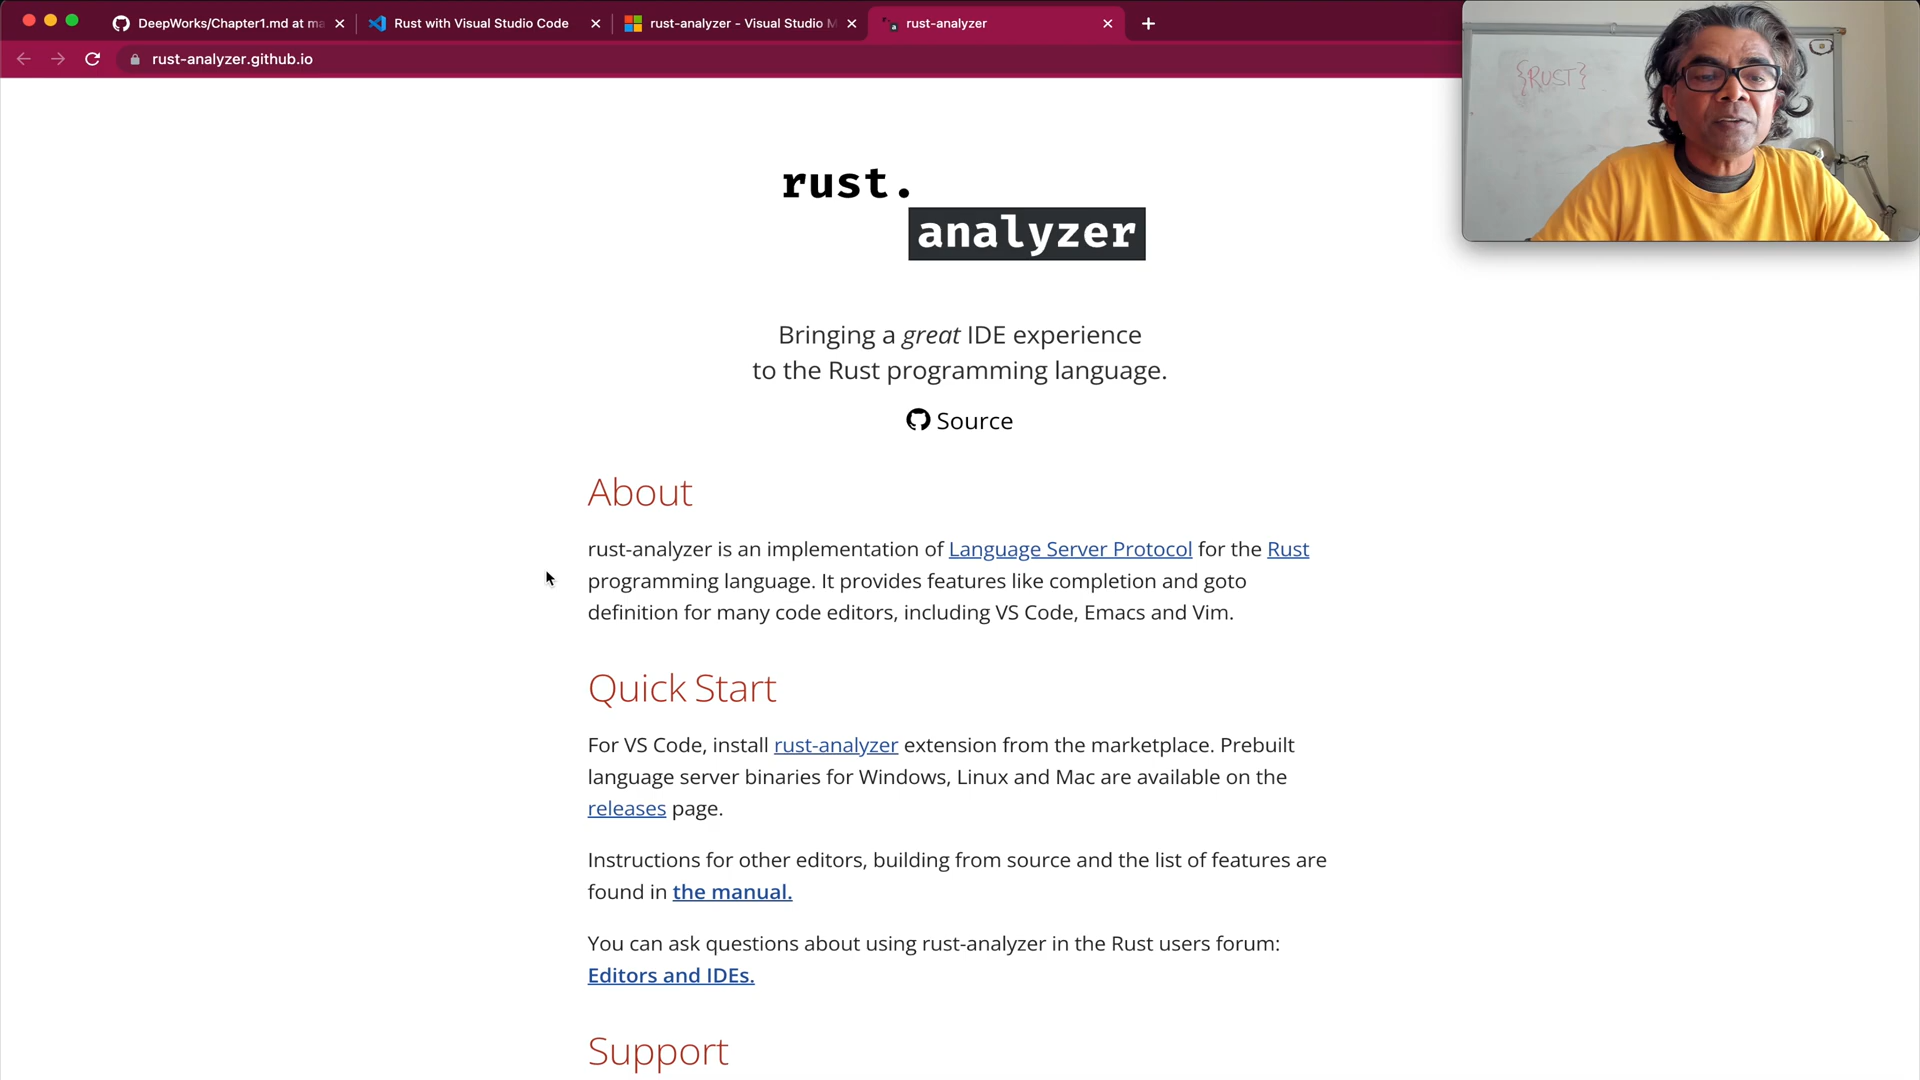 DeepWorks/Chapter1.md at ma
Rust with Visual Studio Code
rust-analyzer - Visual Studio M
rust-analyzer
rust-analyzer.github.io
{RUST}
rust.
analyzer
Bringing a great IDE experience
to the Rust programming language.
Source
About
rust-analyzer is an implementation of Language Server Protocol for the Rust
programming language. It provides features like completion and goto
definition for many code editors, including VS Code, Emacs and Vim.
Quick Start
For VS Code, install rust-analyzer extension from the marketplace. Prebuilt
language server binaries for Windows, Linux and Mac are available on the
releases page.
Instructions for other editors, building from source and the list of features are
found in the manual.
You can ask questions about using rust-analyzer in the Rust users forum:
Editors and IDEs.
Support